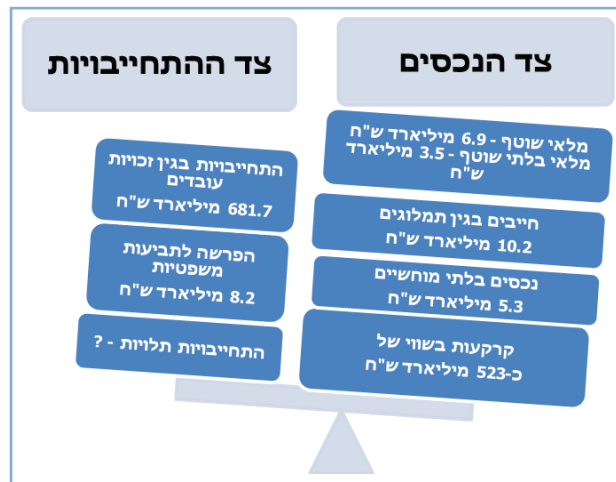 צד הנכסים
מלאי שוטף - 6.9 מיליארד ש"ח
מלאי בלתי שוטף - 3.5 מיליארד
ש"ח
חייבים בגין תמלוגים
10.2 מיליארד ש"ח
נכסים בלתי מוחשיים
5.3 מיליארד ש"ח
קרקעות בשווי של
כ-523 מיליארד ש"ח
צד ההתחייבויות
התחייבויות בגין זכויות
עובדים
681.7 מיליארד ש"ח
הפרשה לתביעות
משפטיות
8.2 מיליארד ש"ח
התחייבויות תלויות - ?